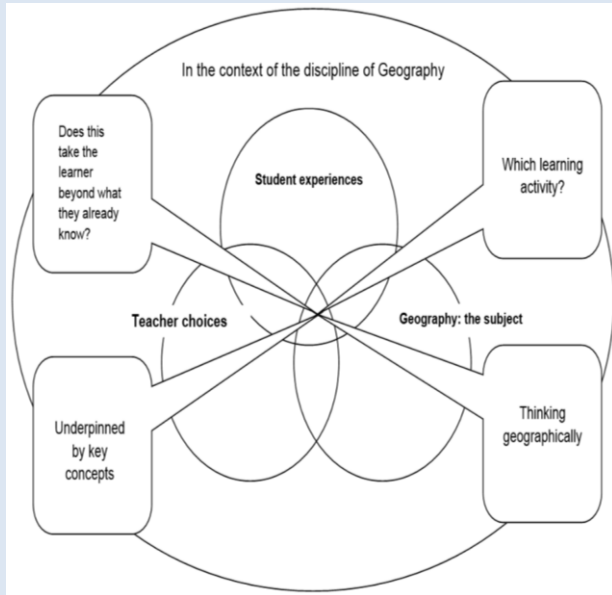 In the context of the discipline of Geography
Does this
take the
learner
beyond what
they already
know?
Which learning
activity?
Student experiences
Teacher choices
Geography: the subject
Underpinned
by key
concepts
Thinking
geographically